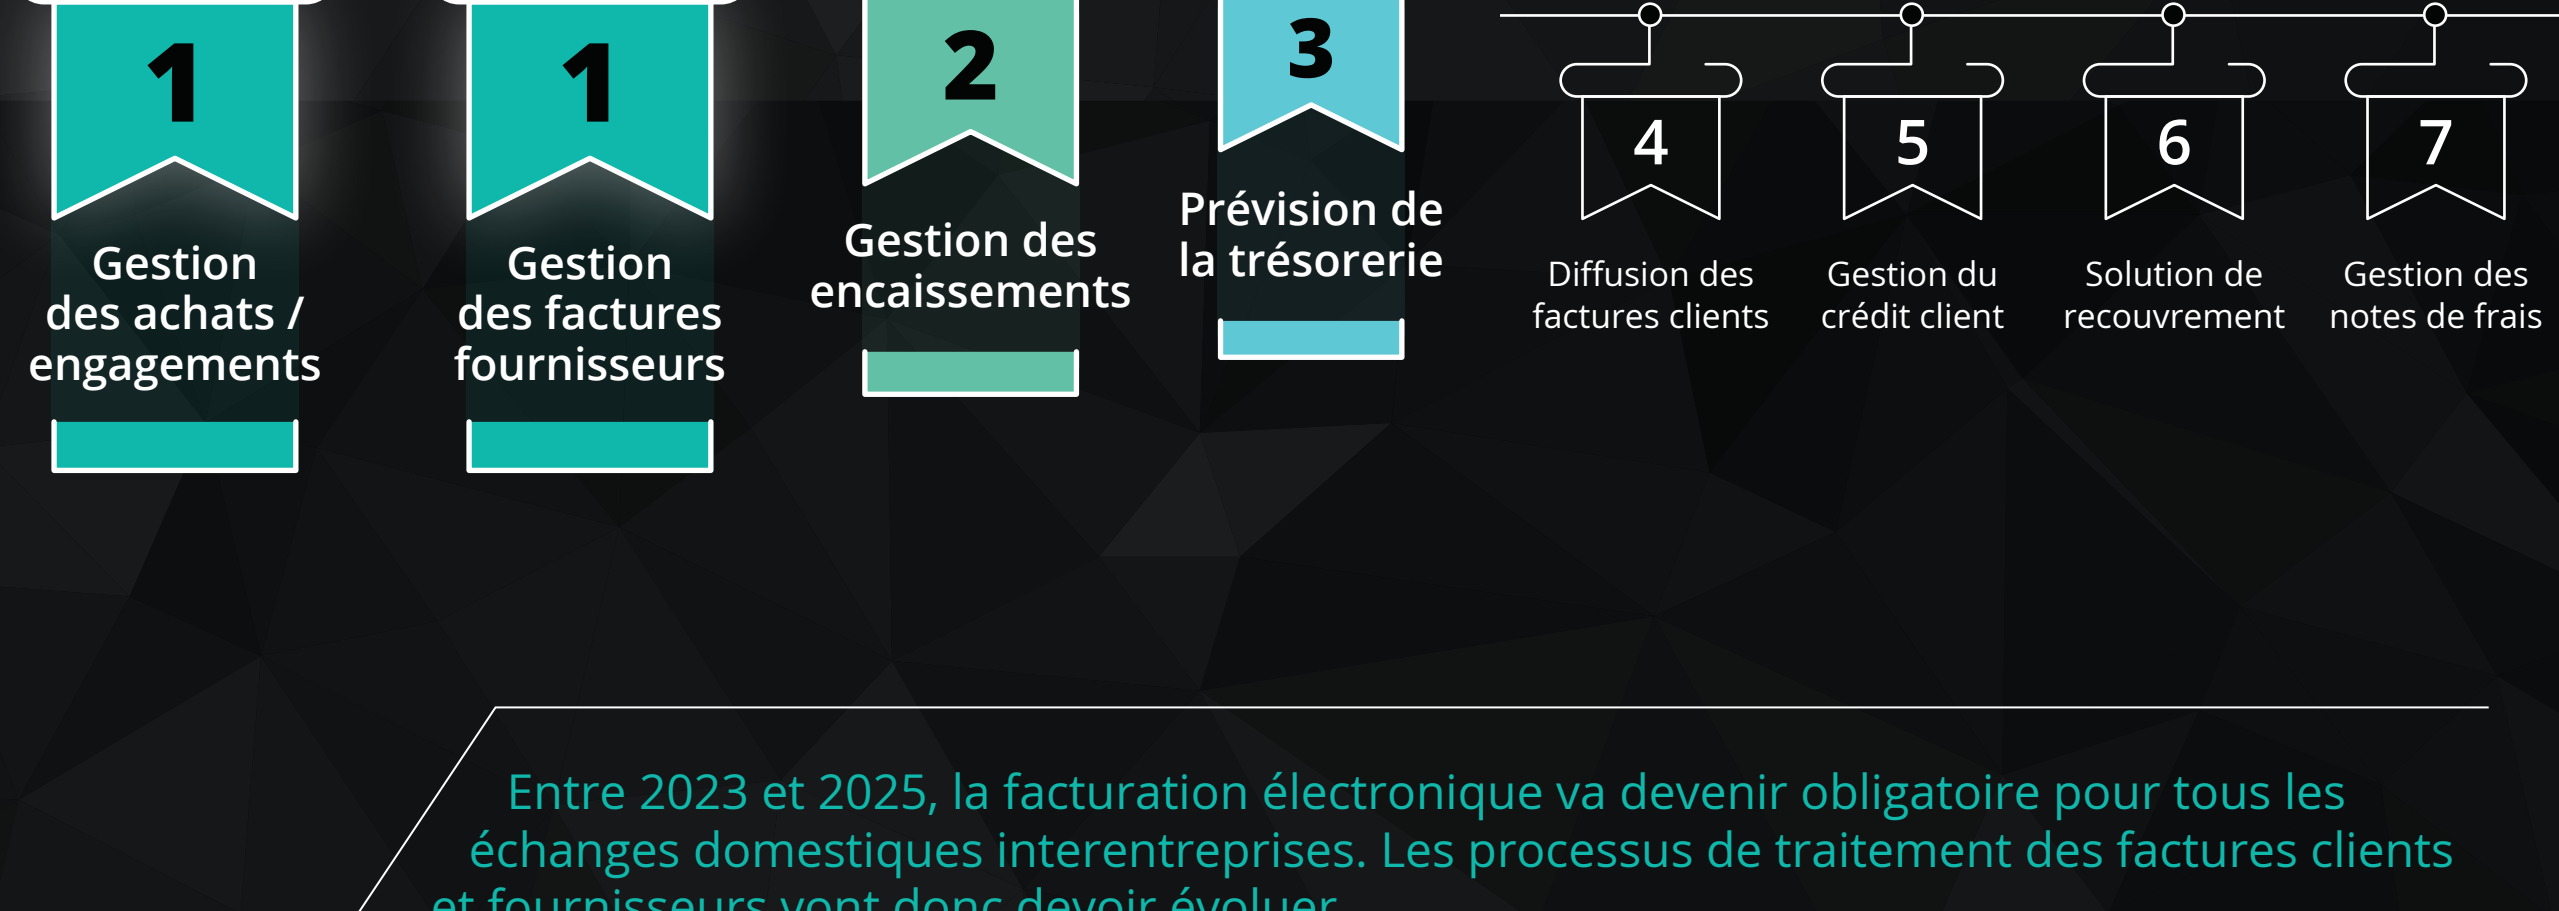 1
Gestion
des achats /
engagements
1
Gestion
des factures
fournisseurs
2
Gestion des
encaissements
3
Prévision de
la trésorerie
4
Diffusion des
factures clients
5
Gestion du
crédit client
6
Solution de
recouvrement
7
Gestion des
notes de frais
Entre 2023 et 2025, la facturation électronique va devenir obligatoire pour tous les
échanges domestiques interentreprises. Les processus de traitement des factures clients
et fournisseurs vont donc devoir évoluer